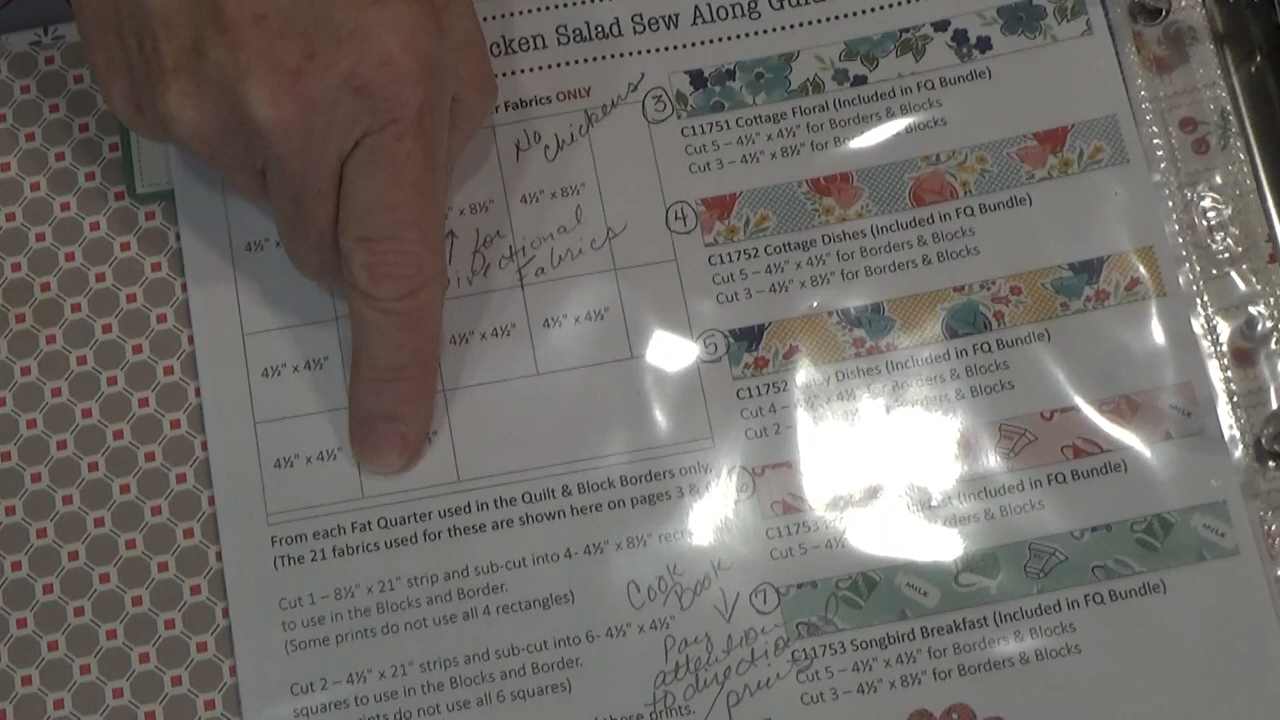 cken Salad Sew Along Guid
r Fabrics ONLY
No
chickens
4½" x
" x 8½"
4½" x 8½"
↑ for
Directional
Fabrics
4½" x 4½"
4½" x 4½"
4½" x 4½"
4½" x 4½"
From each Fat Quarter used in the Quilt & Block Borders only.
(The 21 fabrics used for these are shown here on pages 3 &
Cut 1 – 8½" x 21" strip and sub-cut into 4- 4½" x 8½" rect
to use in the Blocks and Border.
(Some prints do not use all 4 rectangles)
Cut 2 – 4½" x 21" strips and sub-cut into 6- 4½" x 4½"
squares to use in the Blocks and Border.
nts do not use all 6 squares)
these prints.
Cook
Book
↓
Pay
attention
to directional
prints
3
C11751 Cottage Floral (Included in FQ Bundle)
Cut 5 – 4½" x 4½" for Borders & Blocks
Cut 3 – 4½" x 8½" for Borders & Blocks
4
C11752 Cottage Dishes (Included in FQ Bundle)
Cut 5 – 4½" x 4½" for Borders & Blocks
Cut 3 – 4½" x 8½" for Borders & Blocks
5
C11752 Dishes (Included in FQ Bundle)
Cut 4 – 4½" x 4½" for Borders & Blocks
Cut 2 – Borders & Blocks
MILK
C11753 st (Included in FQ Bundle)
Cut 5 – 4½ rders & Blocks
7
MILK
MILK
C11753 Songbird Breakfast (Included in FQ Bundle)
Cut 5 – 4½" x 4½" for Borders & Blocks
Cut 3 – 4½" x 8½" for Borders & Blocks